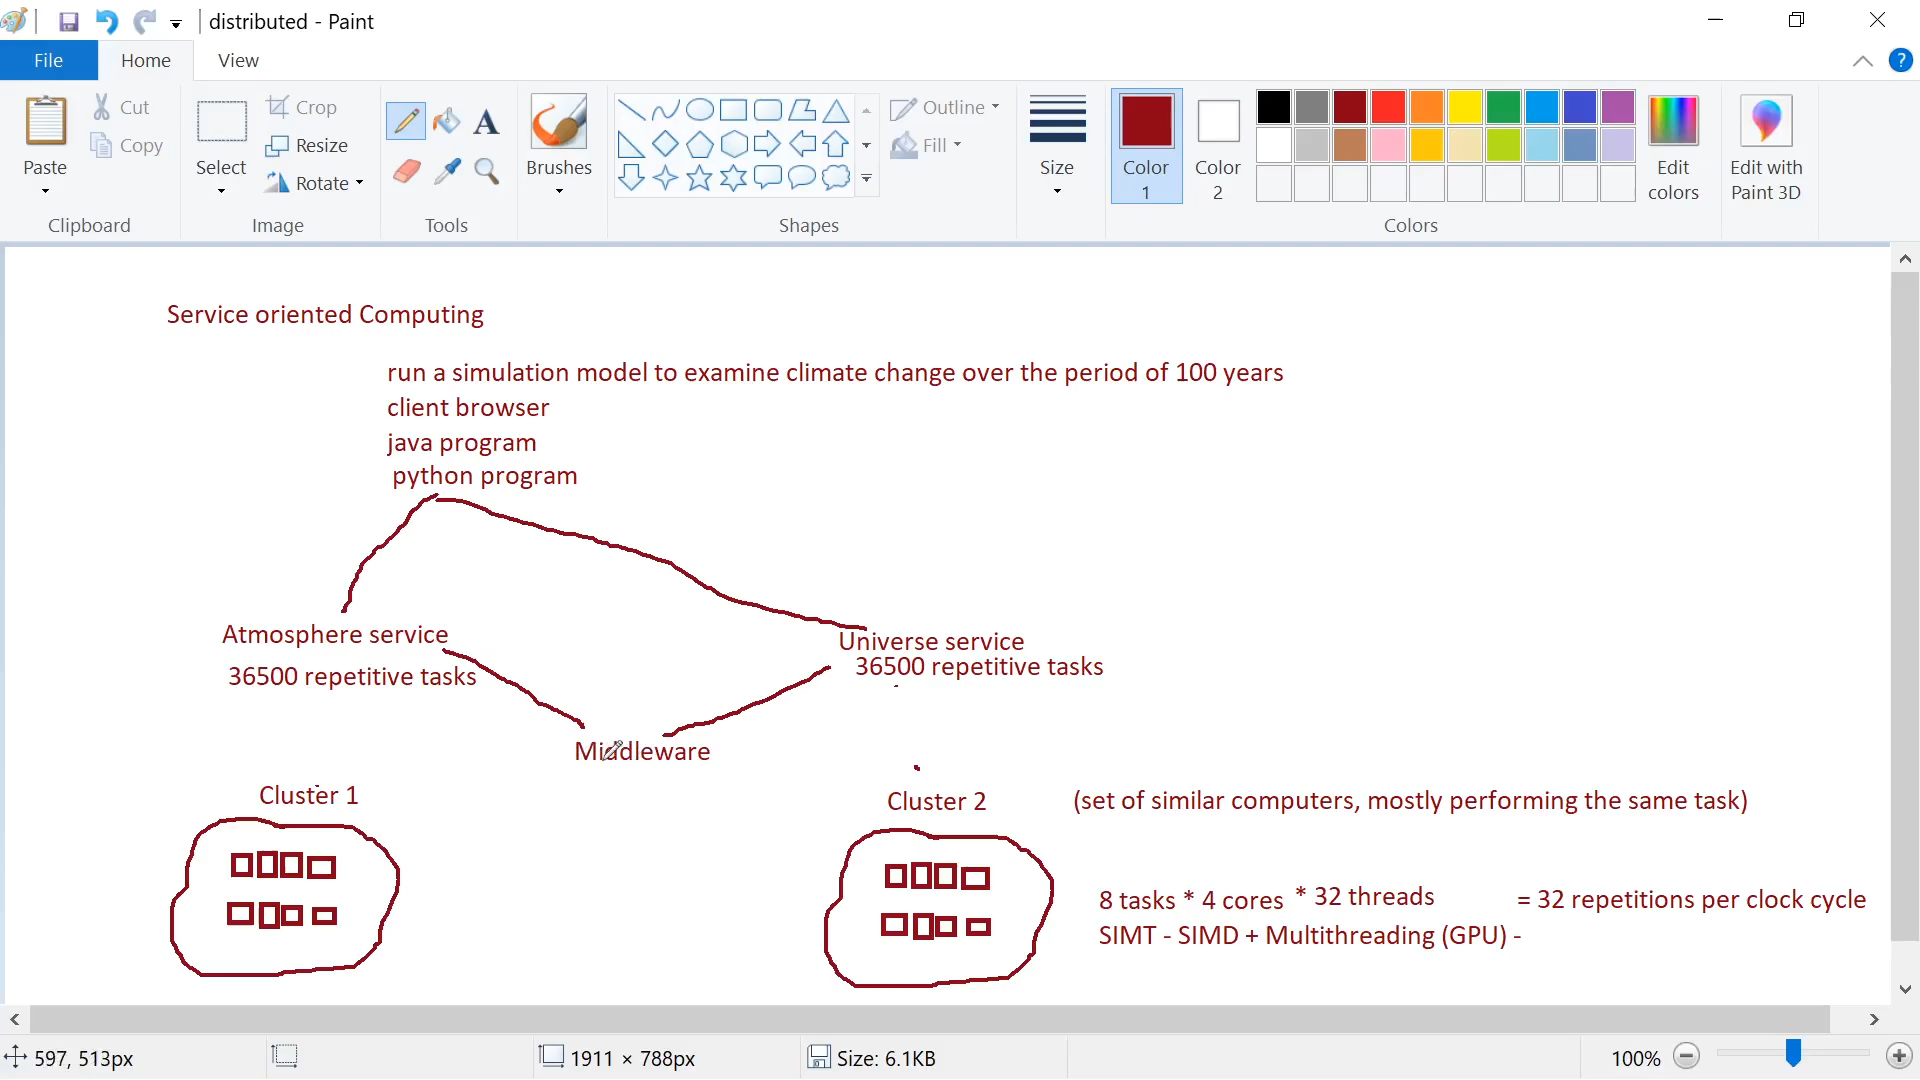 distributed - Paint
File Home View
Paste
Cut
Copy
Clipboard
Select
Crop
Resize
Rotate
Image
A
Tools
Brushes
Outline
Fill
Shapes
Size
Color 1
Color 2
Edit colors
Colors
Edit with Paint 3D
?
Service oriented Computing
run a simulation model to examine climate change over the period of 100 years
client browser
java program
python program
Atmosphere service
36500 repetitive tasks
Universe service
36500 repetitive tasks
Middleware
Cluster 1
Cluster 2
(set of similar computers, mostly performing the same task)
8 tasks * 4 cores * 32 threads = 32 repetitions per clock cycle
SIMT - SIMD + Multithreading (GPU) -
597, 513px
1911 × 788px
Size: 6.1KB
100%